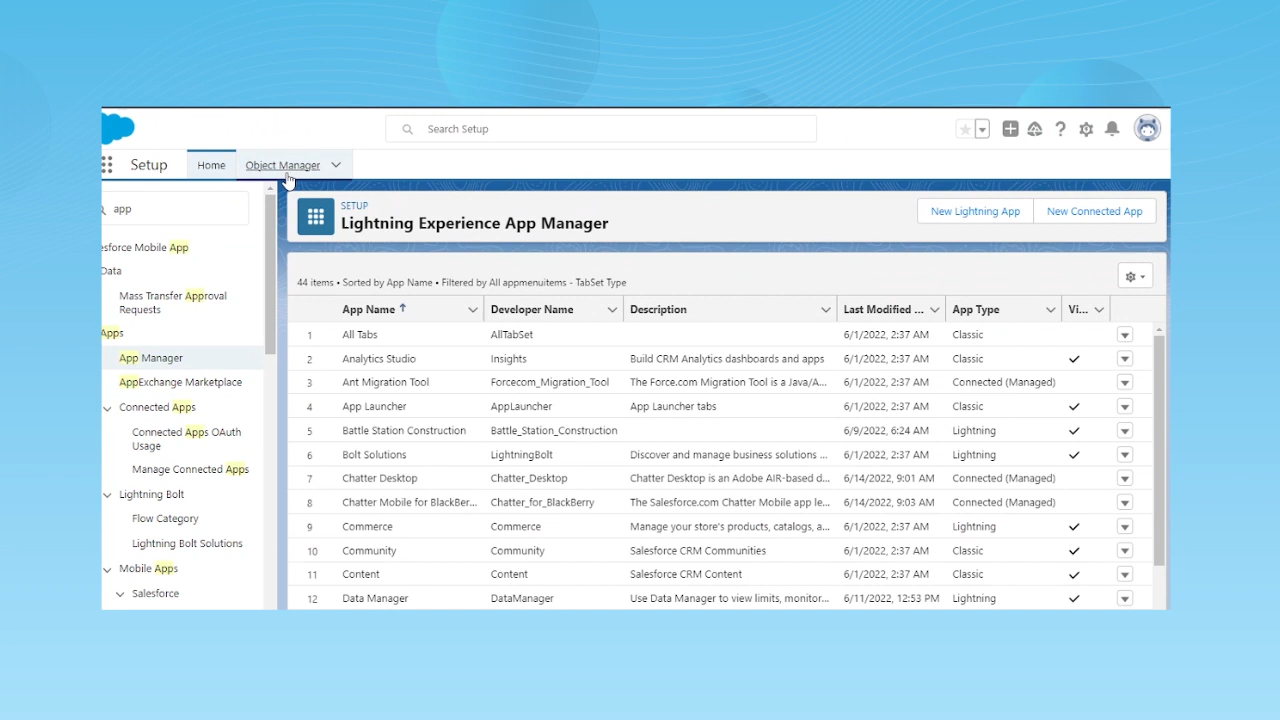 Search Setup
Setup
Home
Object Manager
app
esforce Mobile App
Data
Mass Transfer Approval
Requests
Apps
App Manager
AppExchange Marketplace
Connected Apps
Connected Apps OAuth
Usage
Manage Connected Apps
Lightning Bolt
Flow Category
Lightning Bolt Solutions
Mobile Apps
Salesforce
SETUP
Lightning Experience App Manager
New Lightning App
New Connected App
44 items • Sorted by App Name • Filtered by All appmenuitems - TabSet Type
App Name Developer Name Description Last Modified ... App Type Vi...
1 All Tabs AllTabSet 6/1/2022, 2:37 AM Classic
2 Analytics Studio Insights Build CRM Analytics dashboards and apps 6/1/2022, 2:37 AM Classic
3 Ant Migration Tool Forcecom_Migration_Tool The Force.com Migration Tool is a Java/A... 6/1/2022, 2:37 AM Connected (Managed)
4 App Launcher AppLauncher App Launcher tabs 6/1/2022, 2:37 AM Classic
5 Battle Station Construction Battle_Station_Construction 6/9/2022, 6:24 AM Lightning
6 Bolt Solutions LightningBolt Discover and manage business solutions ... 6/1/2022, 2:37 AM Lightning
7 Chatter Desktop Chatter_Desktop Chatter Desktop is an Adobe AIR-based d... 6/14/2022, 9:01 AM Connected (Managed)
8 Chatter Mobile for BlackBer... Chatter_for_BlackBerry The Salesforce.com Chatter Mobile app le... 6/14/2022, 9:03 AM Connected (Managed)
9 Commerce Commerce Manage your store's products, catalogs, a... 6/1/2022, 2:37 AM Lightning
10 Community Community Salesforce CRM Communities 6/1/2022, 2:37 AM Classic
11 Content Content Salesforce CRM Content 6/1/2022, 2:37 AM Classic
12 Data Manager DataManager Use Data Manager to view limits, monitor... 6/11/2022, 12:53 PM Lightning